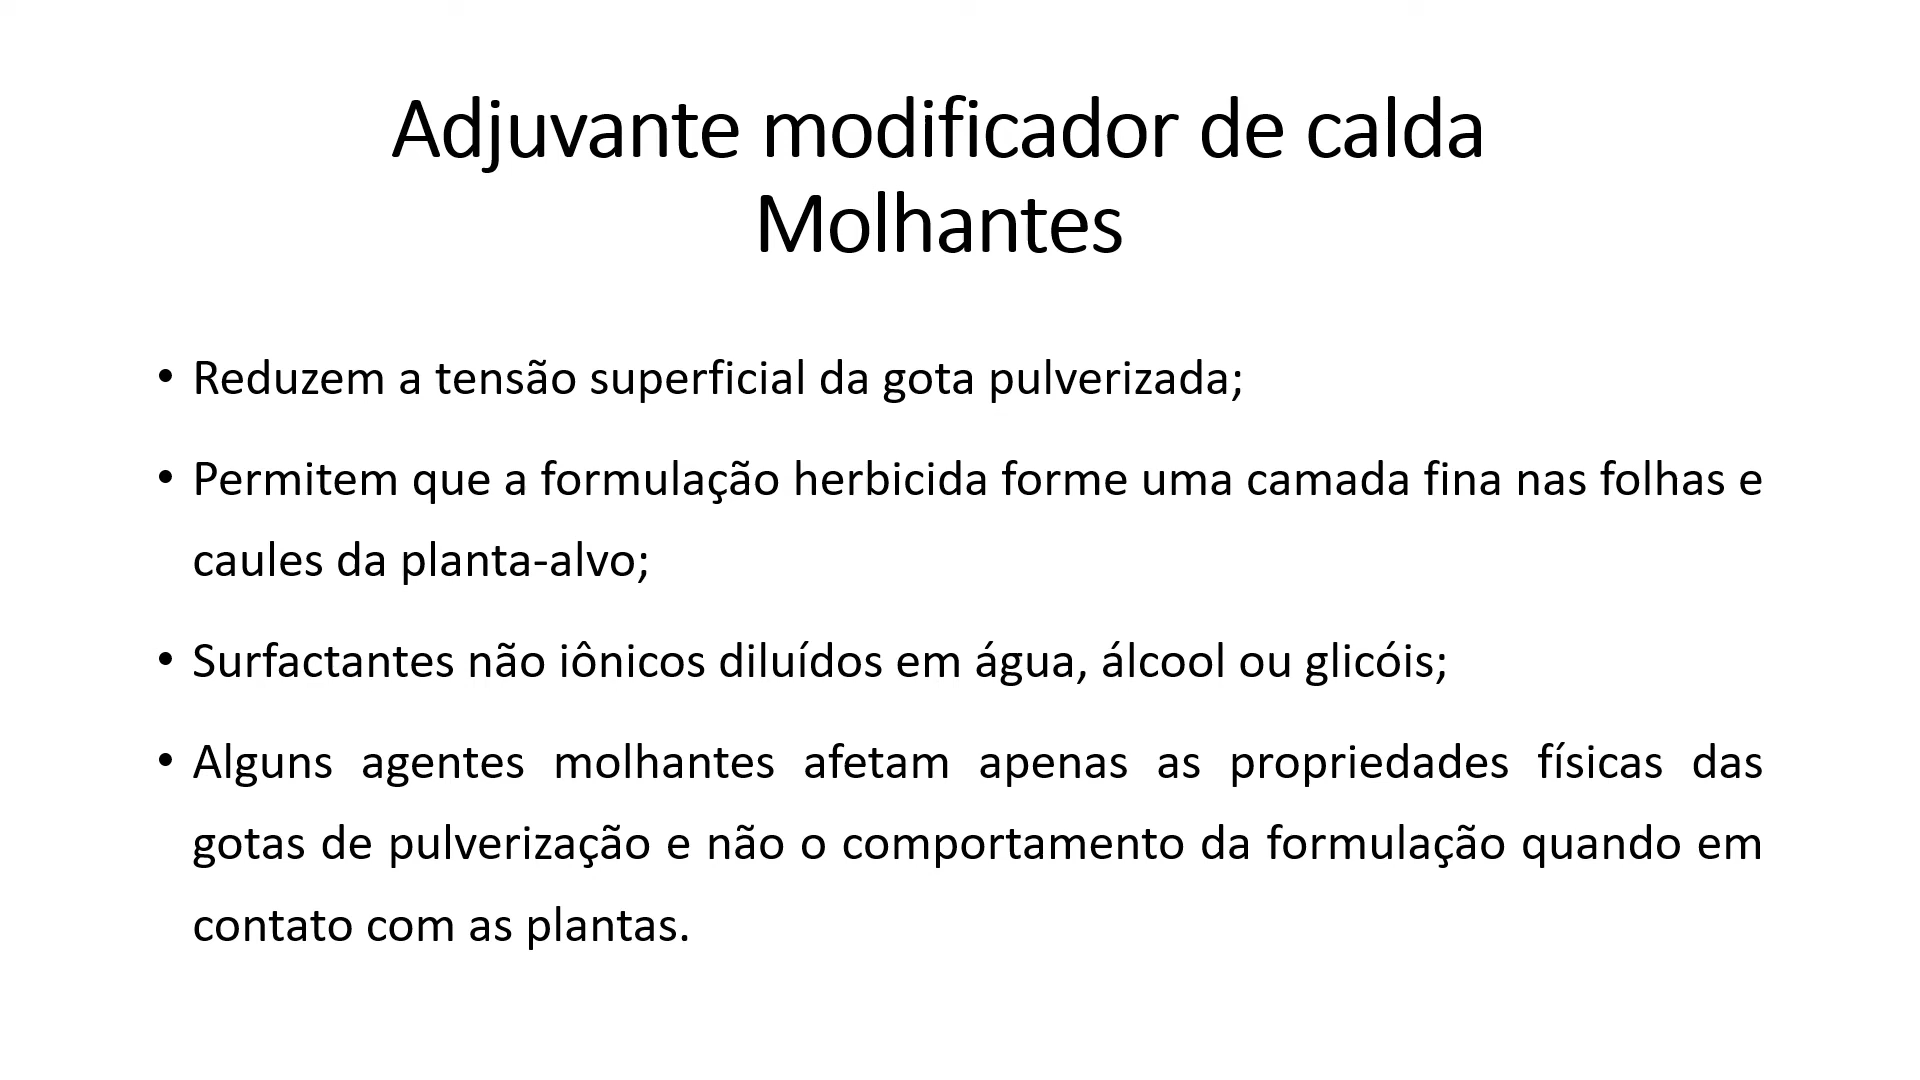 Adjuvante modificador de calda
Molhantes
• Reduzem a tensão superficial da gota pulverizada;
• Permitem que a formulação herbicida forme uma camada fina nas folhas e
caules da planta-alvo;
• Surfactantes não iônicos diluídos em água, álcool ou glicóis;
• Alguns agentes molhantes afetam apenas as propriedades físicas das
gotas de pulverização e não o comportamento da formulação quando em
contato com as plantas.